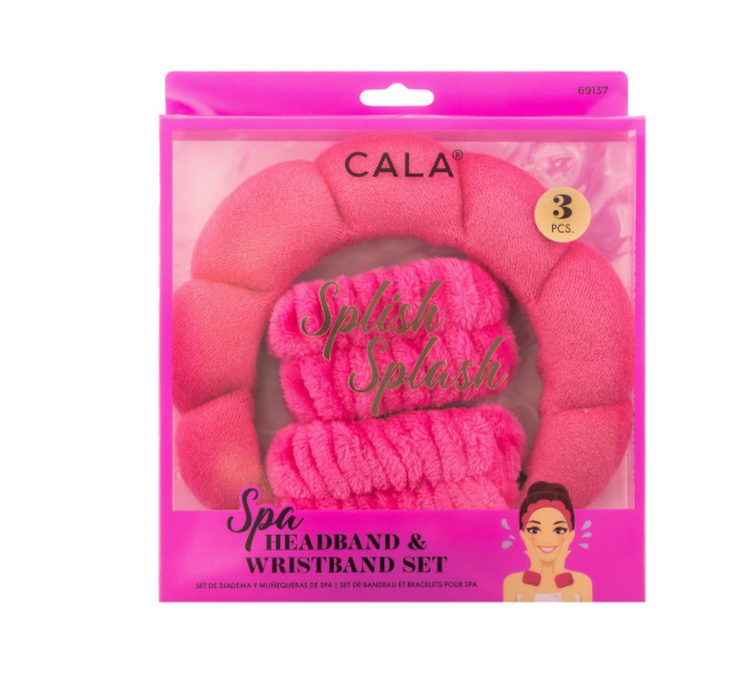 69137
CALA®
3
PCS.
Splish
Splash
Spa
HEADBAND &
WRISTBAND SET
SET DE DIADEMA Y MUÑEQUERAS DE SPA | SET DE BANDEAU ET BRACELETS POUR SPA